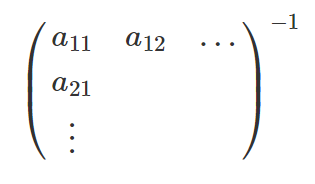 ( a₁₁ a₁₂ … )⁻¹
a₂₁
⋮